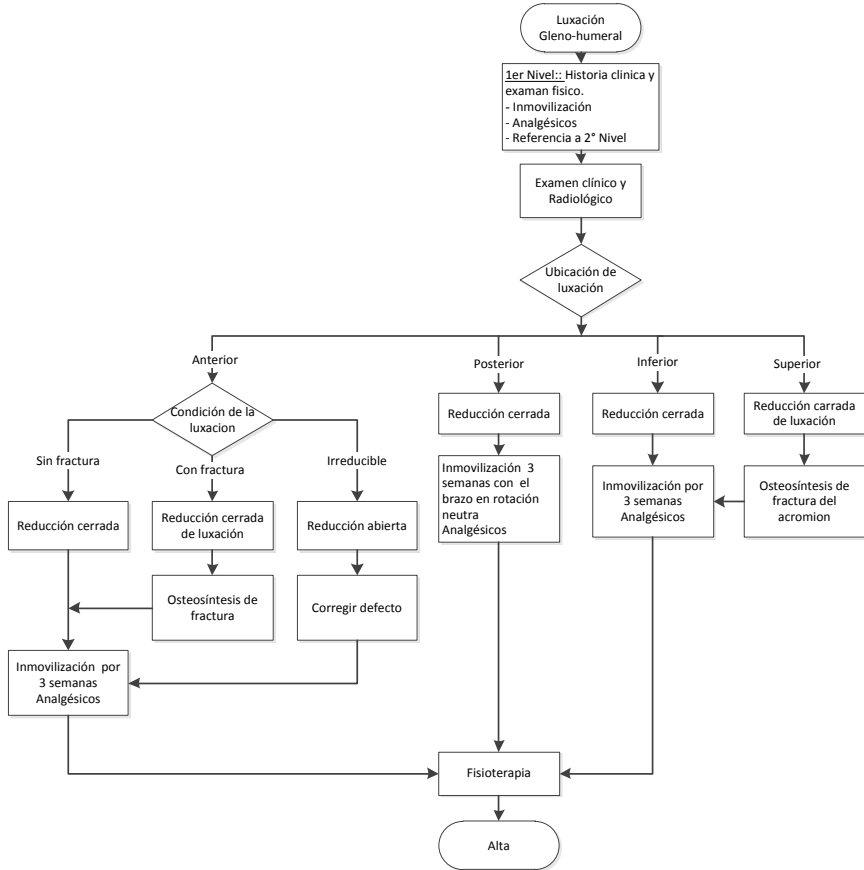 Luxación
Gleno-humeral
1er Nivel:: Historia clinica y
examan fisico.
- Inmovilización
- Analgésicos
- Referencia a 2° Nivel
Examen clínico y
Radiológico
Ubicación de
luxación
Anterior
Posterior
Inferior
Superior
Condición de la
luxacion
Reducción cerrada
Reducción cerrada
Reducción carrada
de luxación
Sin fractura
Con fractura
Irreducible
Inmovilización 3
semanas con el
brazo en rotación
neutra
Analgésicos
Inmovilización por
3 semanas
Analgésicos
Osteosíntesis de
fractura del
acromion
Reducción cerrada
Reducción cerrada
de luxación
Reducción abierta
Osteosíntesis de
fractura
Corregir defecto
Inmovilización por
3 semanas
Analgésicos
Fisioterapia
Alta